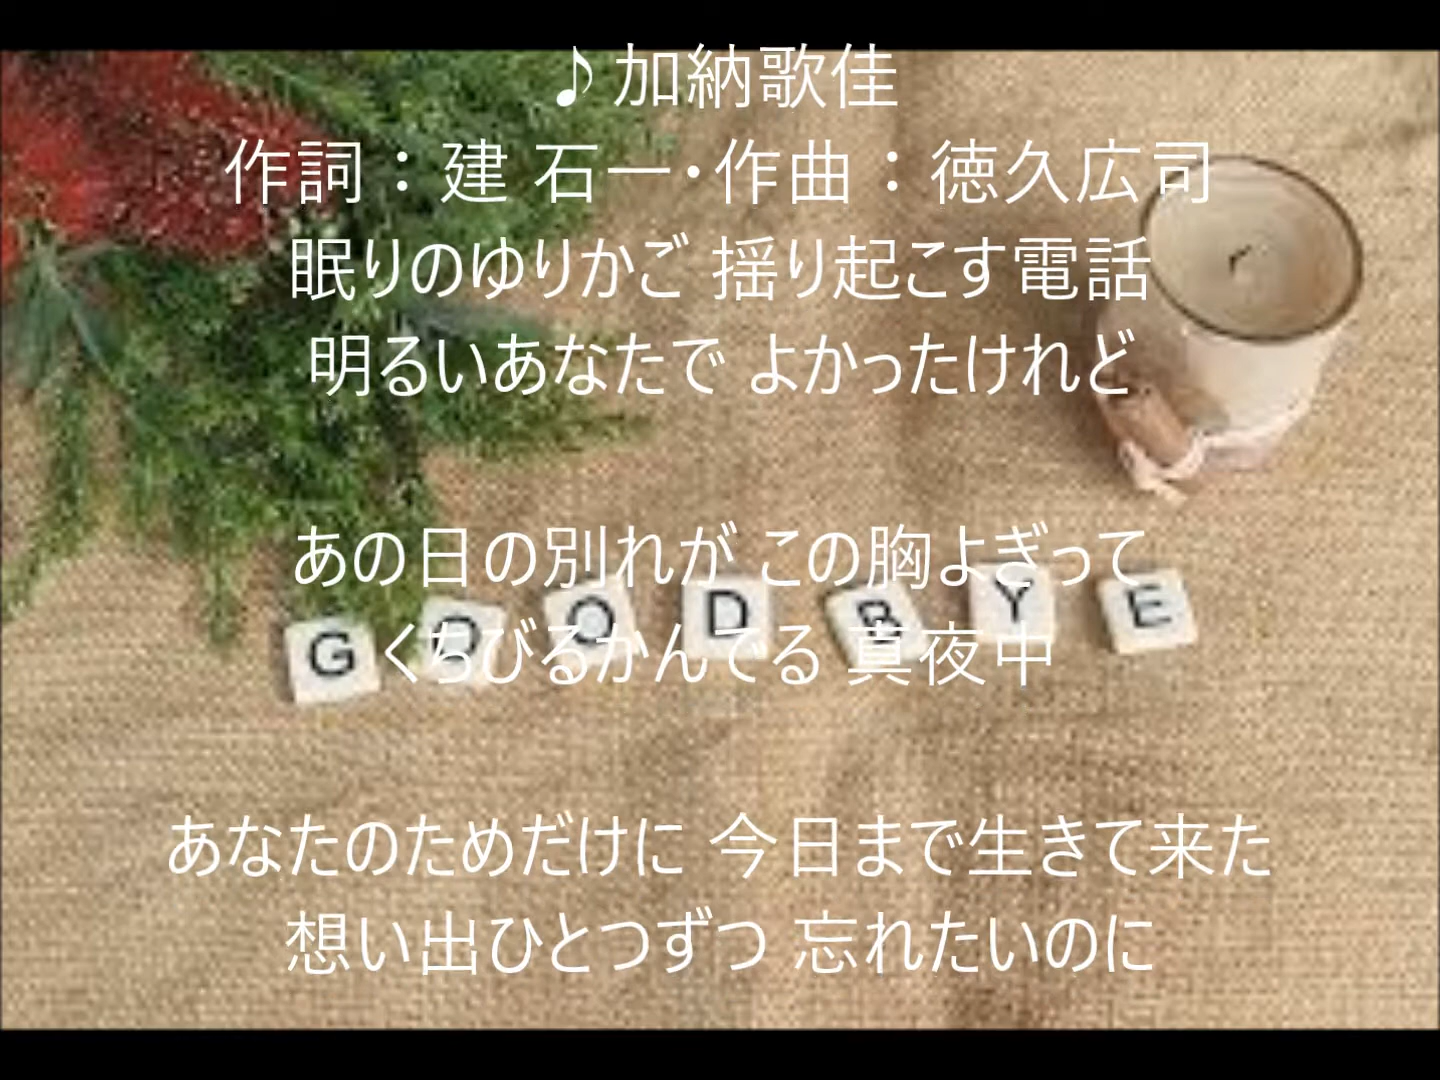 ♪加納歌佳
作詞：建 石一・作曲：徳久広司
眠りのゆりかご 揺り起こす電話
明るいあなたで よかったけれど
あの日の別れが この胸よぎって
GOODBYE
くちびるかんでる 真夜中
あなたのためだけに 今日まで生きて来た
想い出ひとつずつ 忘れたいのに